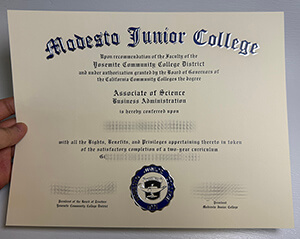 Modesto Junior College
Upon recommendation of the Faculty of the
Yosemite Community College District
and under authorization granted by the Board of Governors of
the California Community Colleges the degree
Associate of Science
Business Administration
is hereby conferred upon
with all the Rights, Benefits, and Privileges appertaining thereto in token
of the satisfactory completion of a two-year curriculum
President of the Board of Trustees
Yosemite Community College District
President
Modesto Junior College